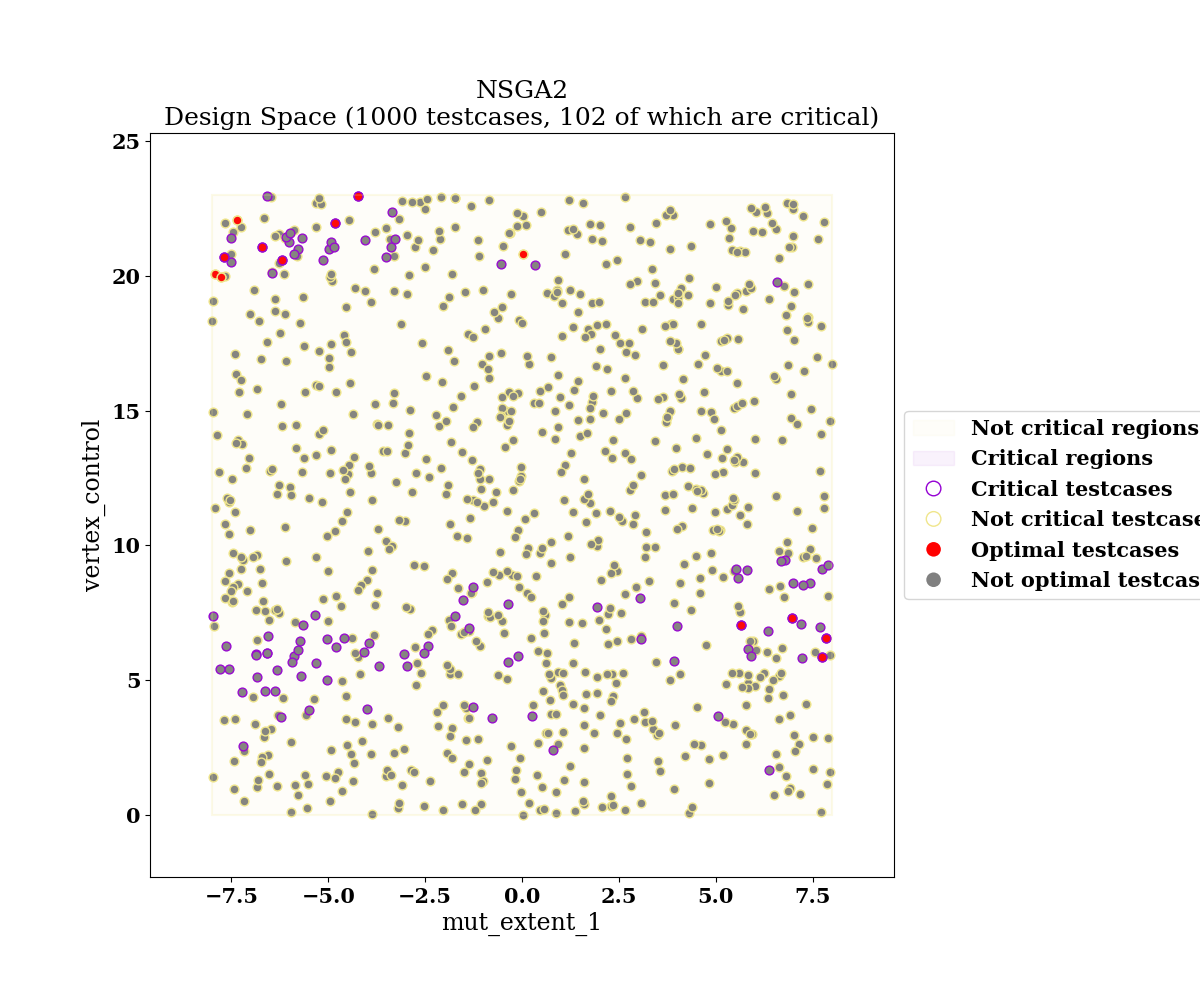 NSGA2
Design Space (1000 testcases, 102 of which are critical)
25
20
15
10
5
0
vertex_control
−7.5 −5.0 −2.5 0.0 2.5 5.0 7.5
mut_extent_1
Not critical regions
Critical regions
Critical testcases
Not critical testcase
Optimal testcases
Not optimal testcas